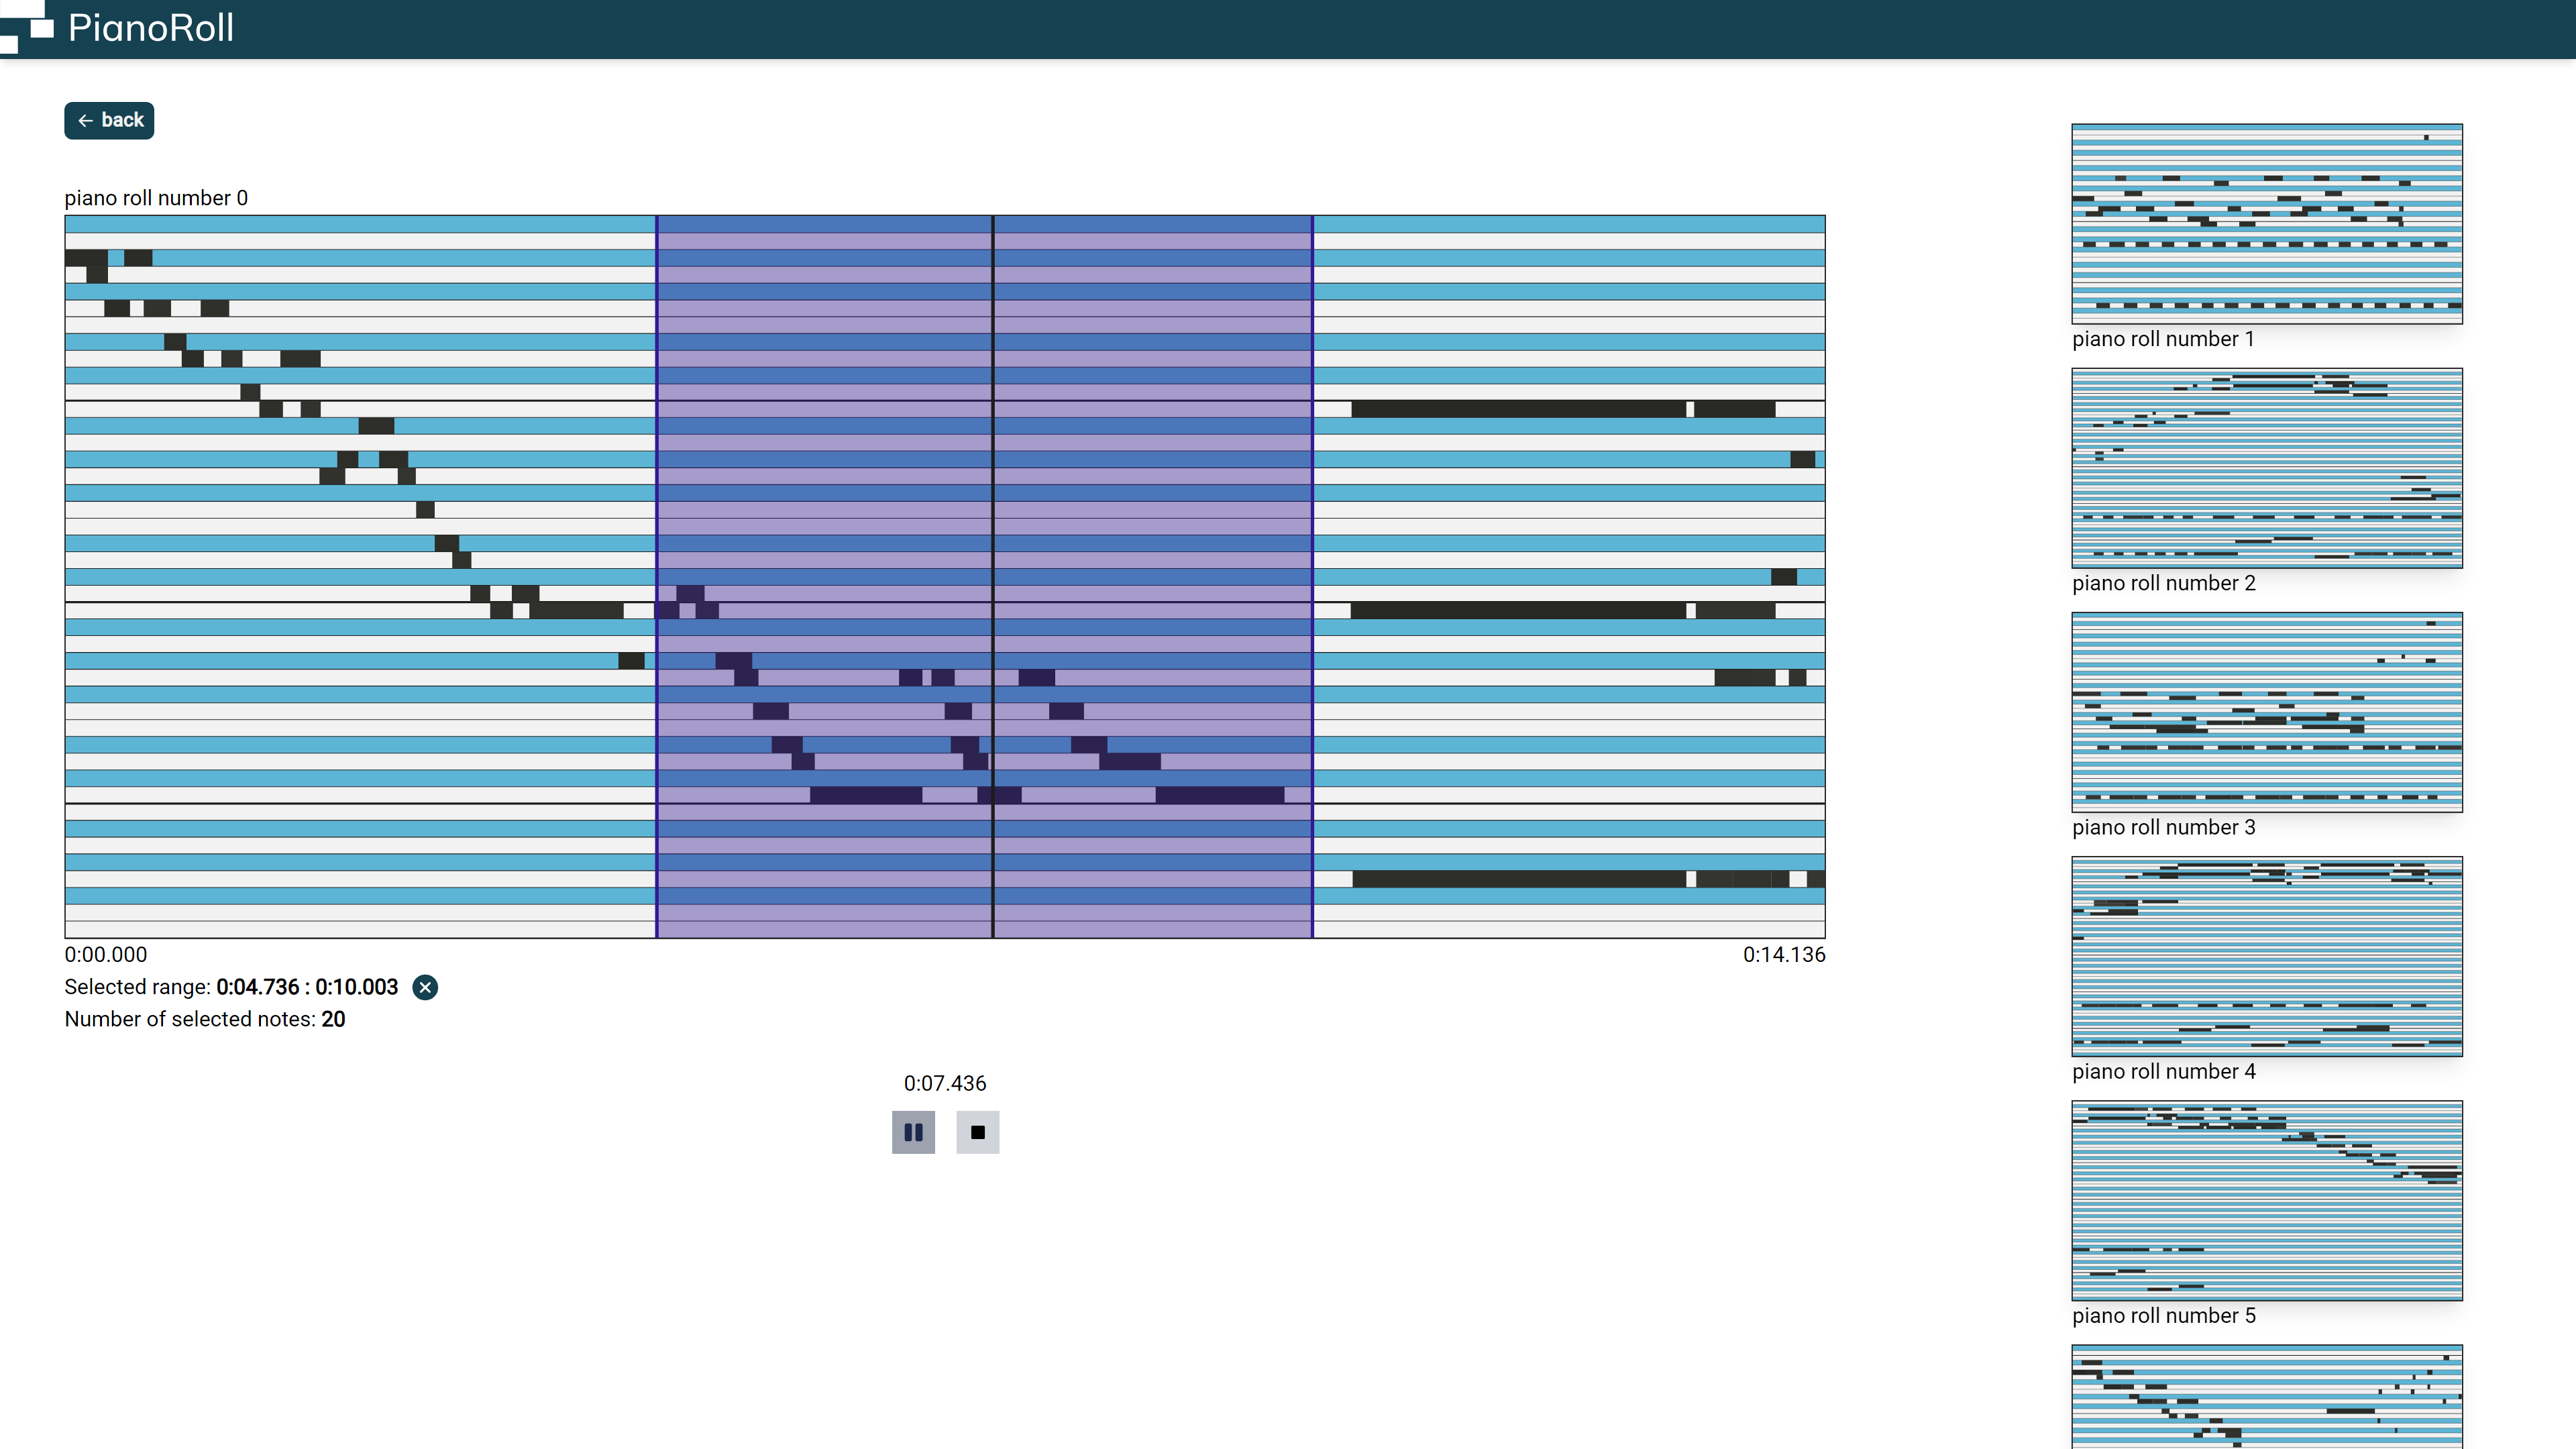 PianoRoll
← back
piano roll number 0
0:00.000
0:14.136
Selected range: 0:04.736 : 0:10.003
Number of selected notes: 20
0:07.436
piano roll number 1
piano roll number 2
piano roll number 3
piano roll number 4
piano roll number 5